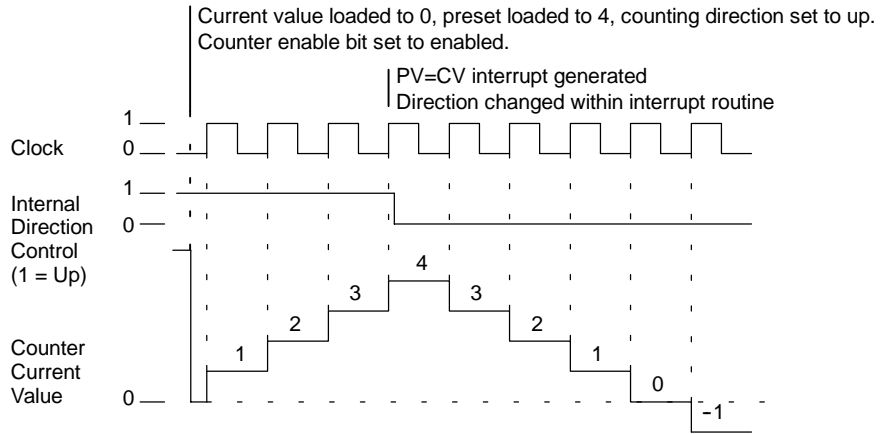 Current value loaded to 0, preset loaded to 4, counting direction set to up.
Counter enable bit set to enabled.
PV=CV interrupt generated
Direction changed within interrupt routine
1
Clock
0
1
Internal
Direction
0
Control
(1 = Up)
4
3
3
2
2
1
1
0
-1
Counter
Current
Value
0